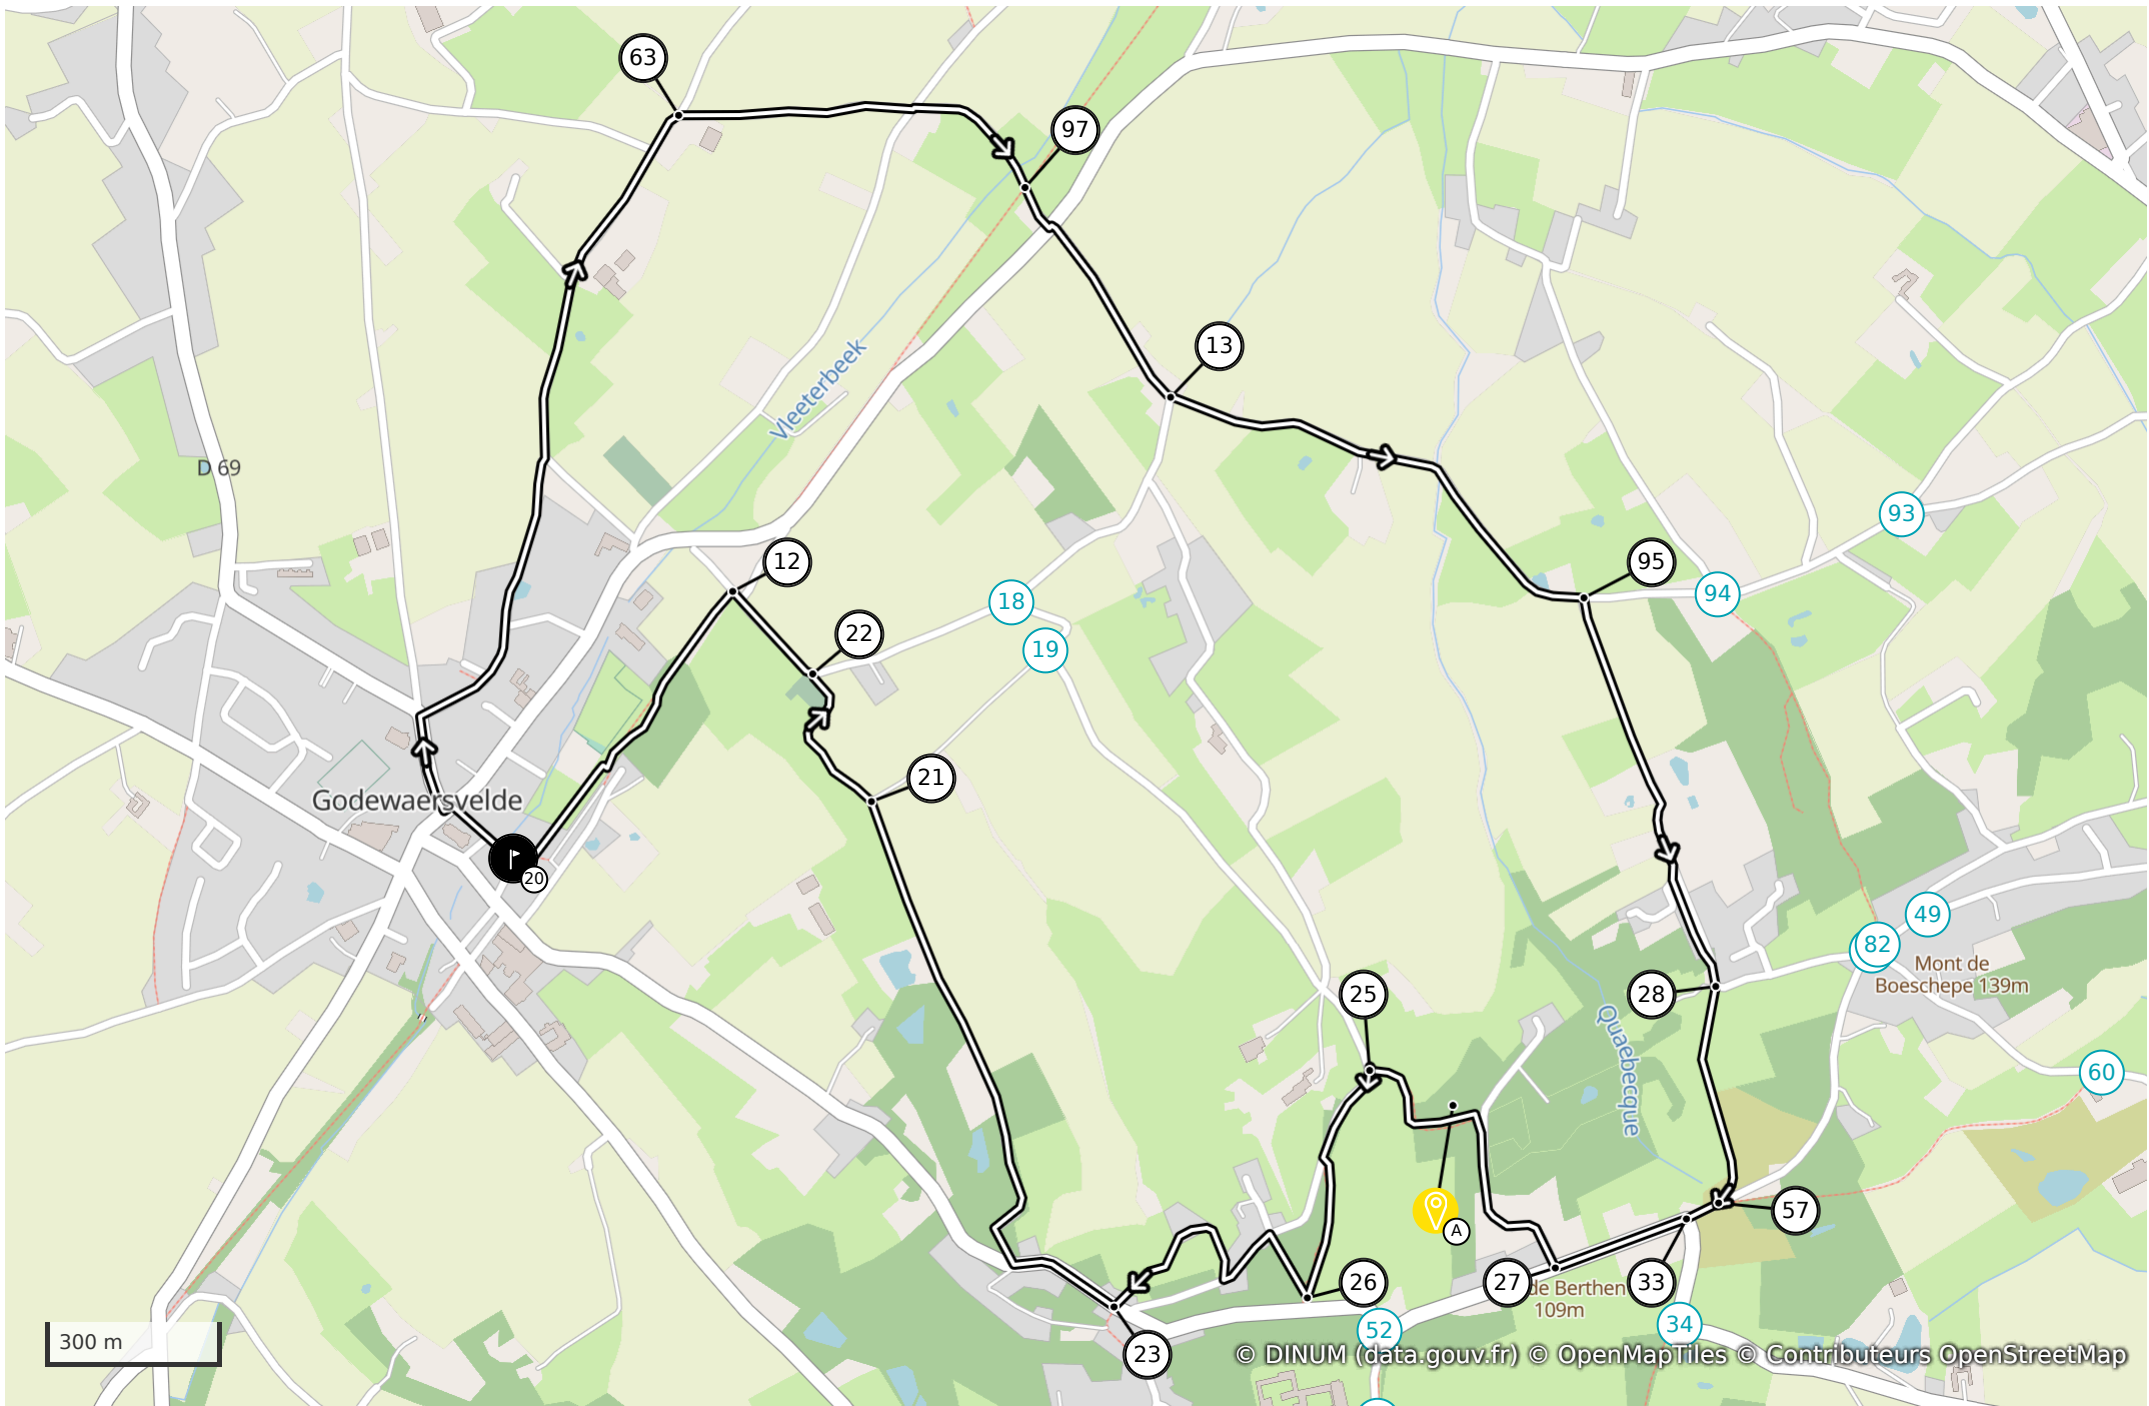 63
97
13
Vleeterbeek
D 69
93
12
95
94
18
22
19
21
Godewaersvelde
20
49
82
Mont de
Boeschepe 139m
25
28
Quaebecque
60
57
A
27
de Berthen
109m
33
26
34
52
23
300 m
© DINUM (data.gouv.fr) © OpenMapTiles © Contributeurs OpenStreetMap